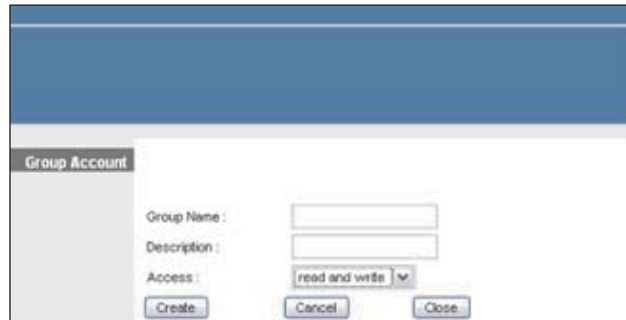 Group Account
Group Name :
Description :
Access : read and write
Create Cancel Close